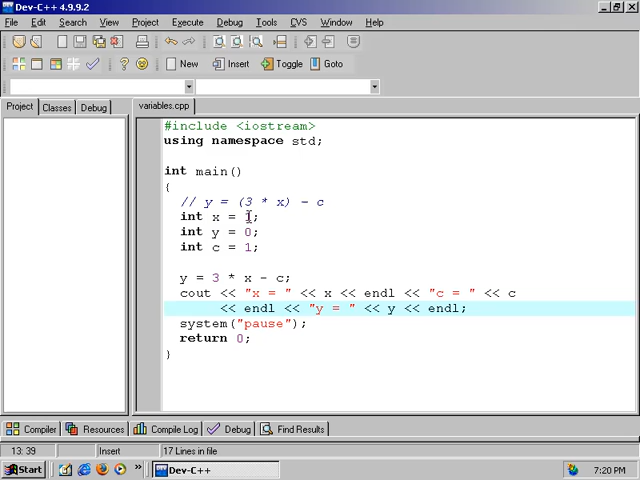 Dev-C++ 4.9.9.2
File Edit Search View Project Execute Debug Tools CVS Window Help
New Insert Toggle Goto
Project Classes Debug
variables.cpp
#include <iostream>
using namespace std;
int main()
{
// y = (3 * x) - c
int x = 1;
int y = 0;
int c = 1;
y = 3 * x - c;
cout << "x = " << x << endl << "c = " << c
<< endl << "y = " << y << endl;
system("pause");
return 0;
}
Compiler Resources Compile Log Debug Find Results
13: 39 Insert 17 Lines in file
Start » Dev-C++ 7:20 PM